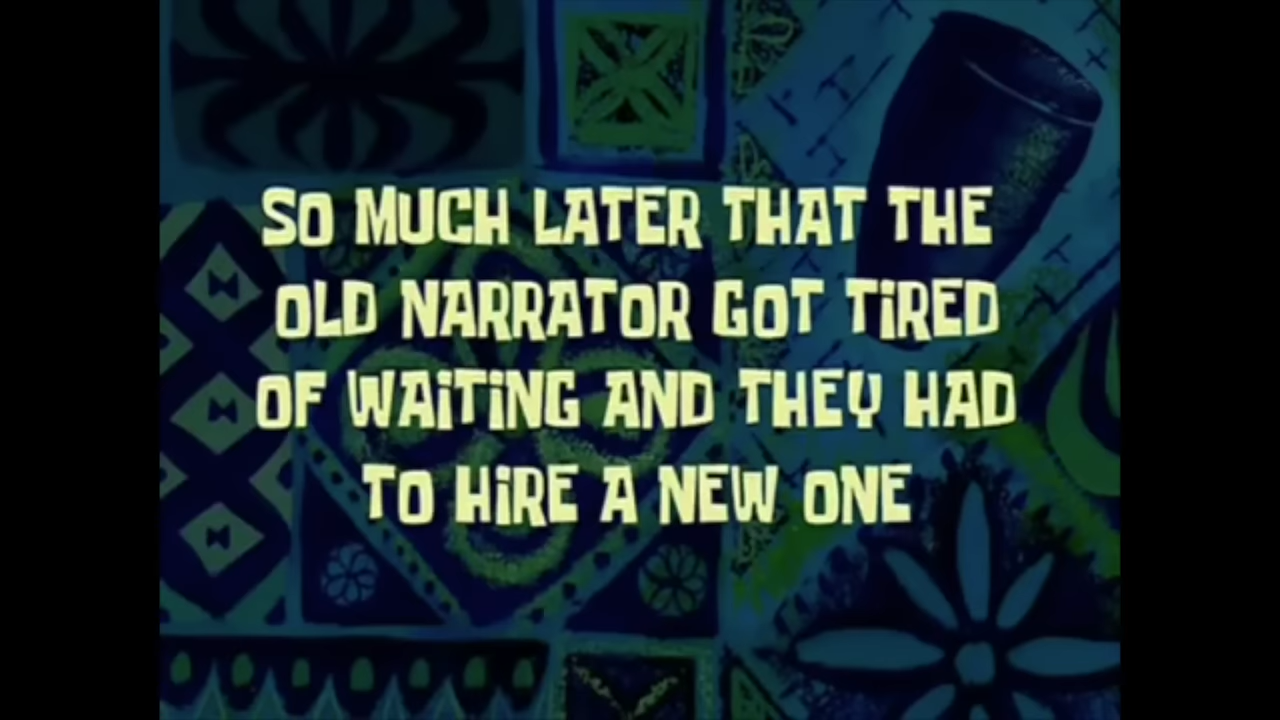 SO MUCH LATER THAT THE
OLD NARRATOR GOT TiRED
OF WAiTiNG AND THEY HAD
TO HiRE A NEW ONE